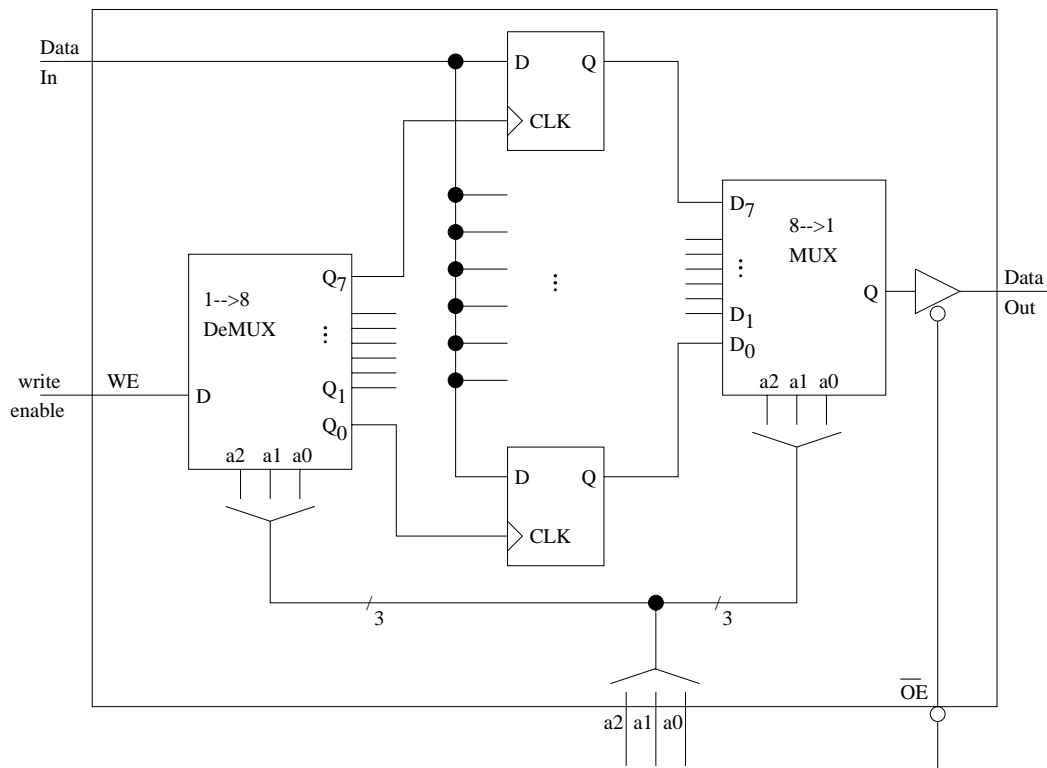 Data
In
D
Q
CLK
D7
8-->1
MUX
...
Q
D1
D0
a2 a1 a0
Data
Out
...
Q7
1-->8
DeMUX
...
write
enable
WE
D
Q1
Q0
a2 a1 a0
D
Q
CLK
3
3
OE
a2 a1 a0